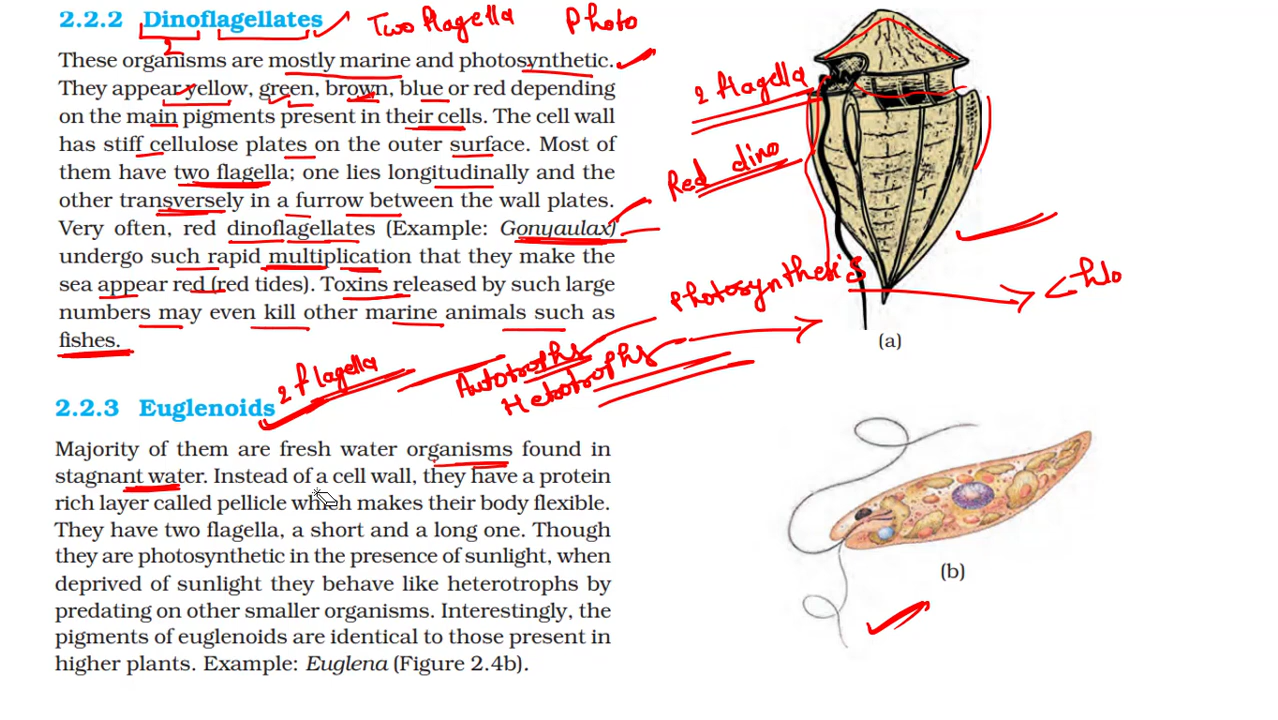 2.2.2 Dinoflagellates Two flagella Photo
2
These organisms are mostly marine and photosynthetic.
They appear yellow, green, brown, blue or red depending
on the main pigments present in their cells. The cell wall
has stiff cellulose plates on the outer surface. Most of
them have two flagella; one lies longitudinally and the
other transversely in a furrow between the wall plates.
Very often, red dinoflagellates (Example: Gonyaulax)
undergo such rapid multiplication that they make the
sea appear red (red tides). Toxins released by such large
numbers may even kill other marine animals such as
fishes.
2 flagella
Red dino
Photosynthesis
Chlo
(a)
2 flagella
Autotrophs
Hetotrophs
2.2.3 Euglenoids
Majority of them are fresh water organisms found in
stagnant water. Instead of a cell wall, they have a protein
rich layer called pellicle which makes their body flexible.
They have two flagella, a short and a long one. Though
they are photosynthetic in the presence of sunlight, when
deprived of sunlight they behave like heterotrophs by
predating on other smaller organisms. Interestingly, the
pigments of euglenoids are identical to those present in
higher plants. Example: Euglena (Figure 2.4b).
(b)